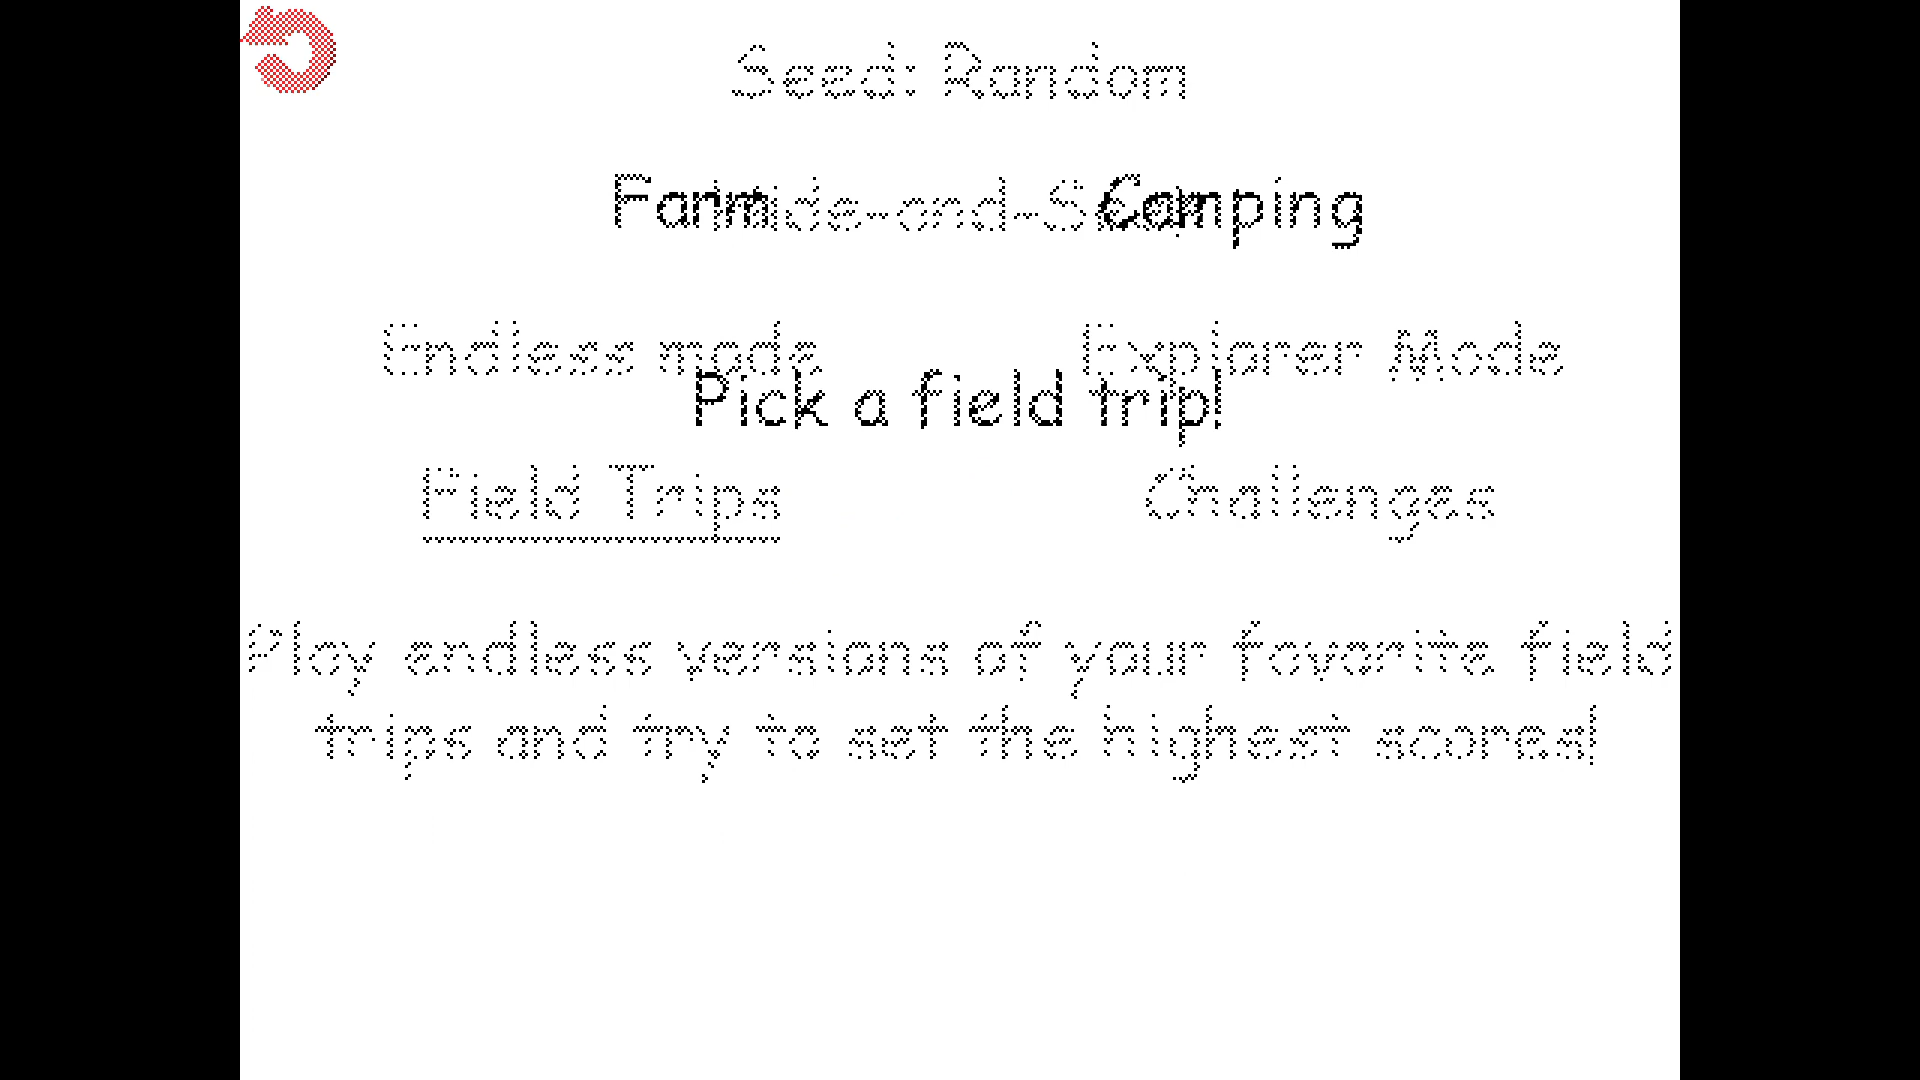 Seed: Random
Hide-and-Seek
Farm Camping
Endless mode Explorer Mode
Pick a field trip!
Field Trips Challenges
Play endless versions of your favorite field
trips and try to set the highest scores!